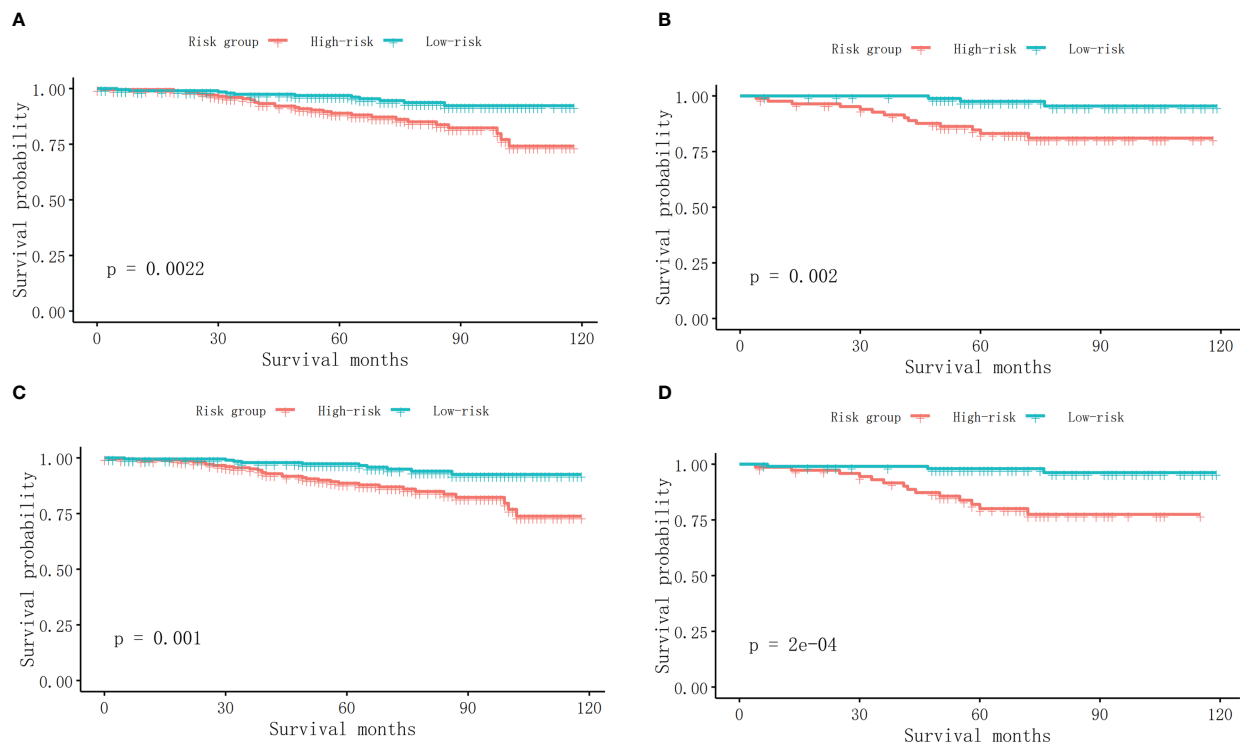 A
Risk group High-risk Low-risk
Survival probability
1.00
0.75
0.50
0.25
0.00
p = 0.0022
0 30 60 90 120
Survival months
B
Risk group High-risk Low-risk
Survival probability
1.00
0.75
0.50
0.25
0.00
p = 0.002
0 30 60 90 120
Survival months
C
Risk group High-risk Low-risk
Survival probability
1.00
0.75
0.50
0.25
0.00
p = 0.001
0 30 60 90 120
Survival months
D
Risk group High-risk Low-risk
Survival probability
1.00
0.75
0.50
0.25
0.00
p = 2e-04
0 30 60 90 120
Survival months